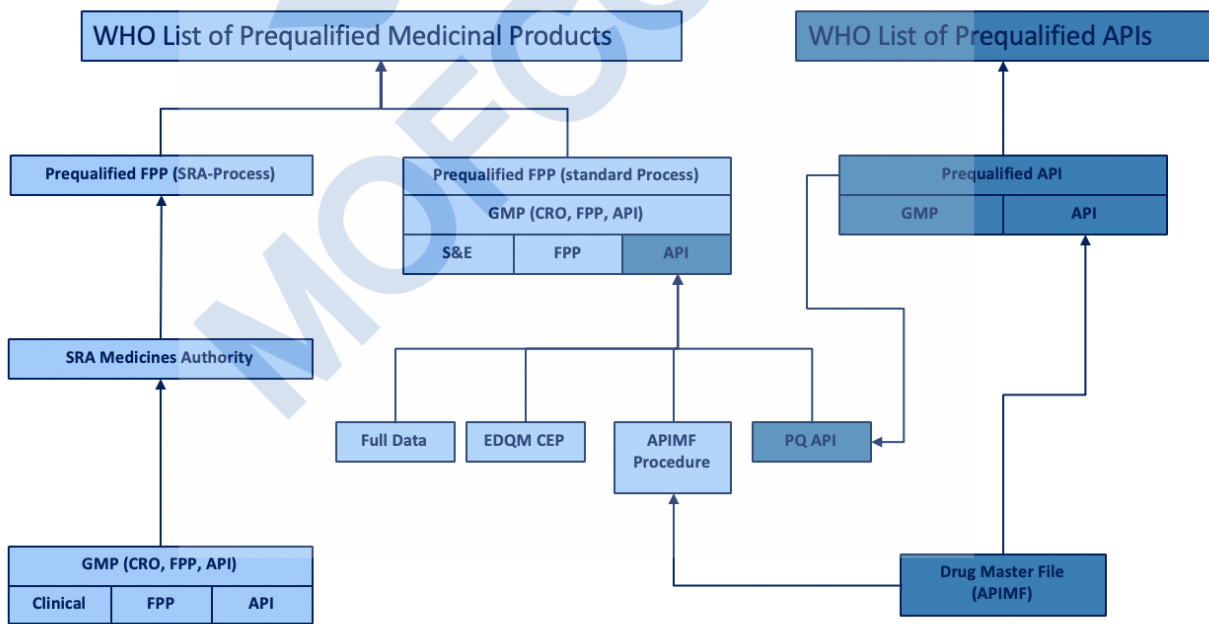 WHO List of Prequalified Medicinal Products
WHO List of Prequalified APIs
Prequalified FPP (SRA-Process)
Prequalified FPP (standard Process)
GMP (CRO, FPP, API)
S&E
FPP
API
Prequalified API
GMP
API
SRA Medicines Authority
Full Data
EDQM CEP
APIMF
Procedure
PQ API
GMP (CRO, FPP, API)
Clinical
FPP
API
Drug Master File
(APIMF)